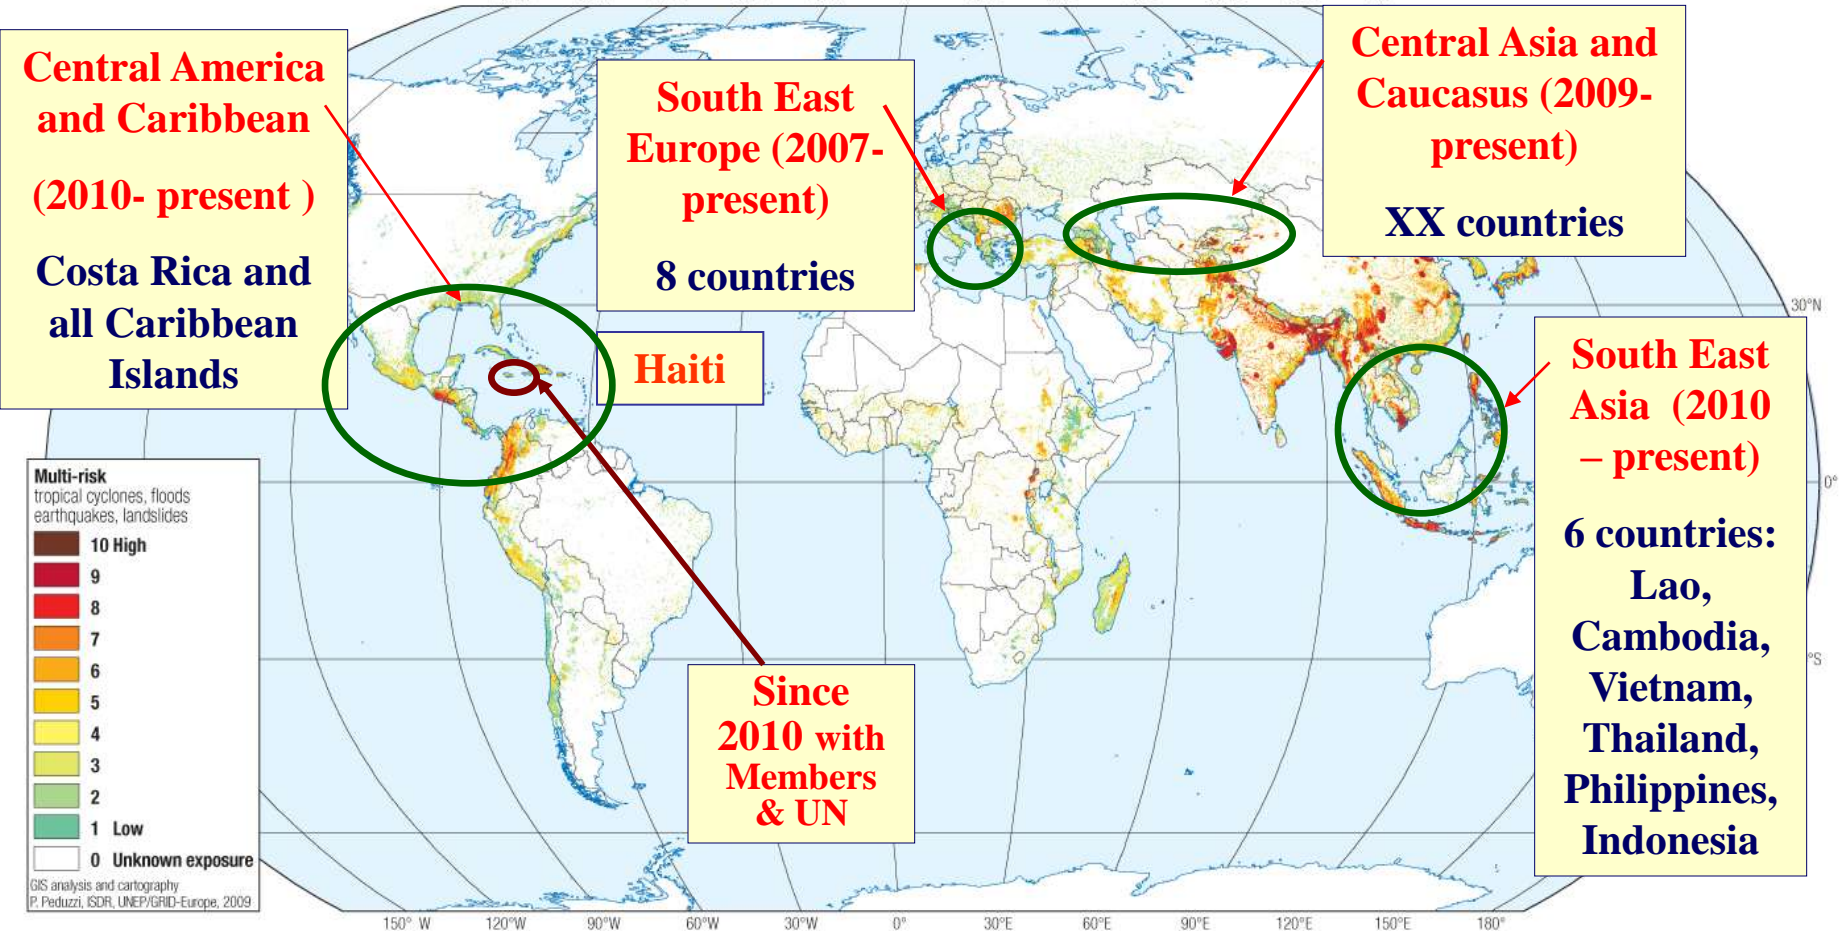 Central America
and Caribbean
(2010- present )
Costa Rica and
all Caribbean
Islands
South East
Europe (2007-
present)
8 countries
Central Asia and
Caucasus (2009-
present)
XX countries
Haiti
30°N
South East
Asia (2010
– present)
6 countries:
Lao,
Cambodia,
Vietnam,
Thailand,
Philippines,
Indonesia
0°
°S
Since
2010 with
Members
& UN
Multi-risk
tropical cyclones, floods
earthquakes, landslides
10 High
9
8
7
6
5
4
3
2
1 Low
0 Unknown exposure
GIS analysis and cartography
P. Peduzzi, ISDR, UNEP/GRID-Europe, 2009
150° W 120°W 90°W 60°W 30°W 0° 30°E 60°E 90°E 120°E 150°E 180°